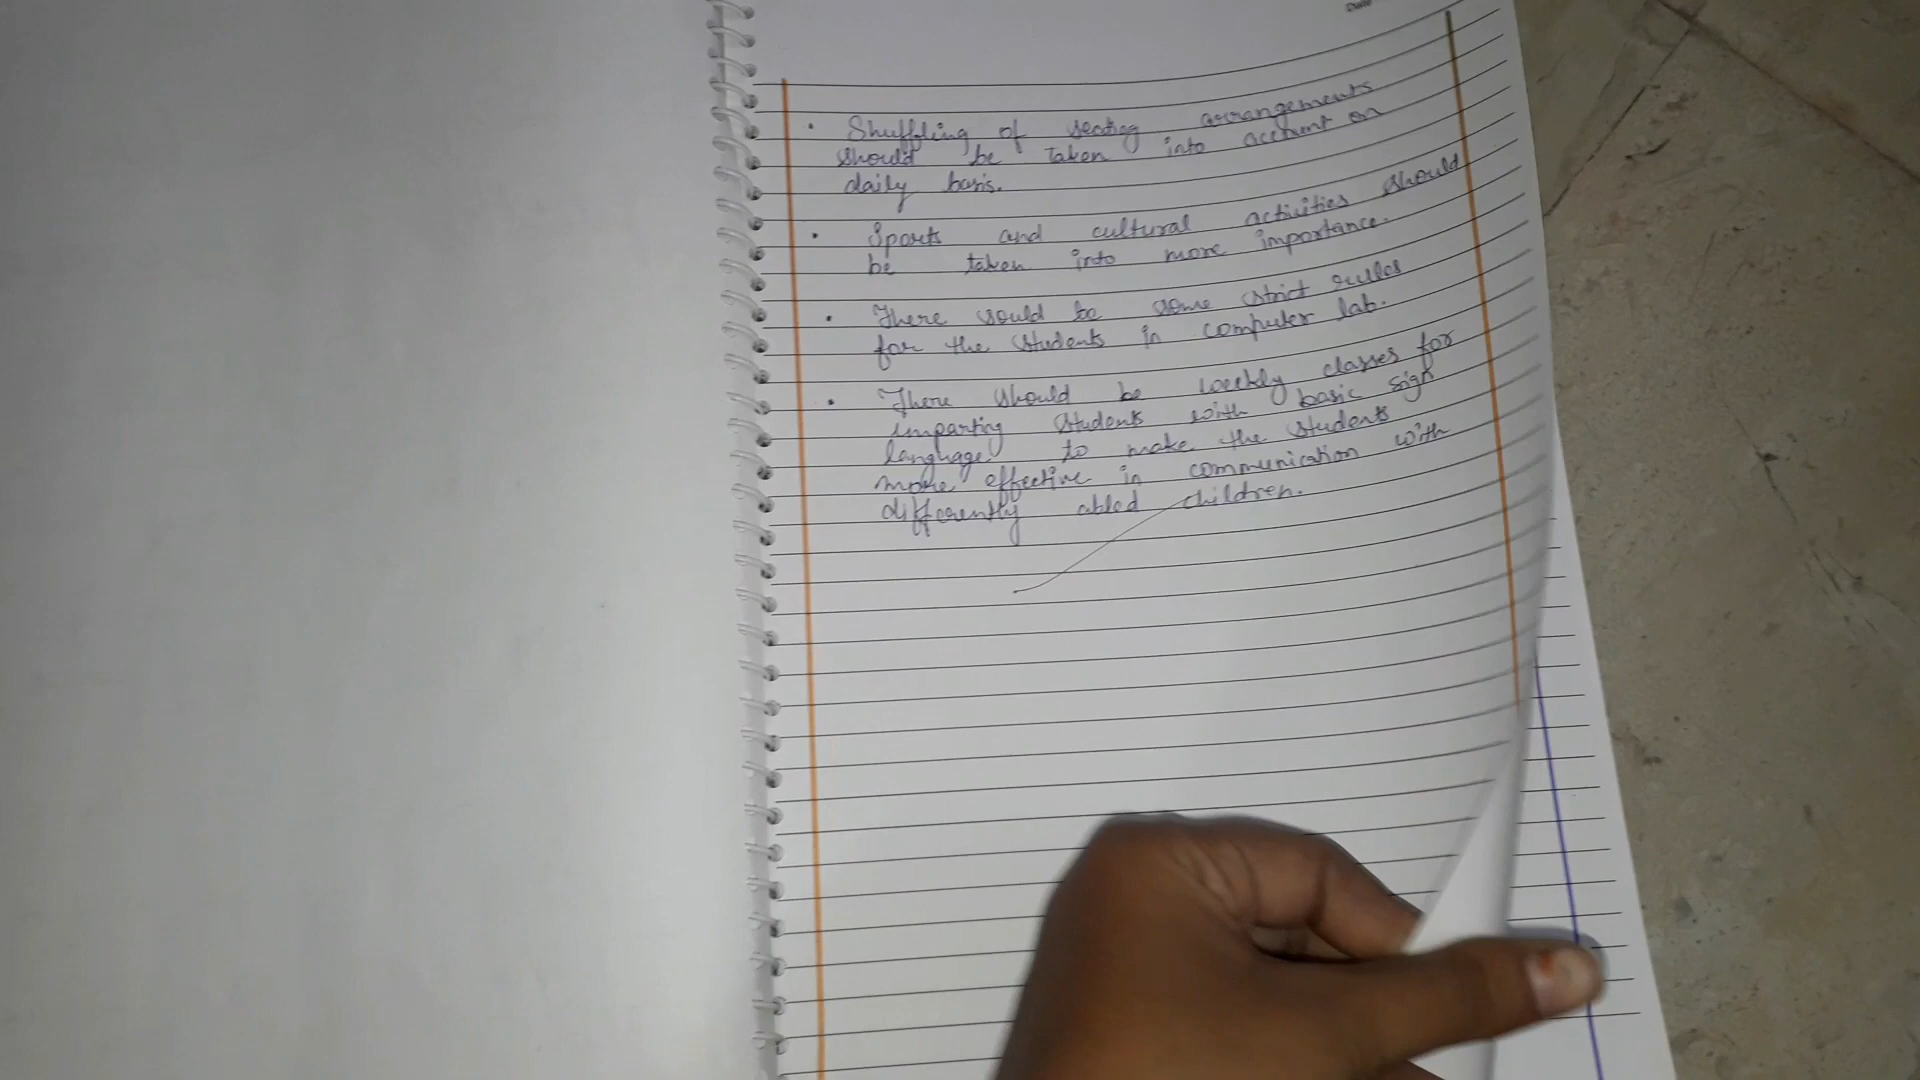 Date
• Shuffling of seating arrangements
should be taken into account on
daily basis.
• Sports and cultural activities should
be taken into more importance.
• There sould be some strict rules
for the students in computer lab.
• There should be weekly classes for
imparting students with basic sign
language to make the students
more effective in communication with
differently abled children.